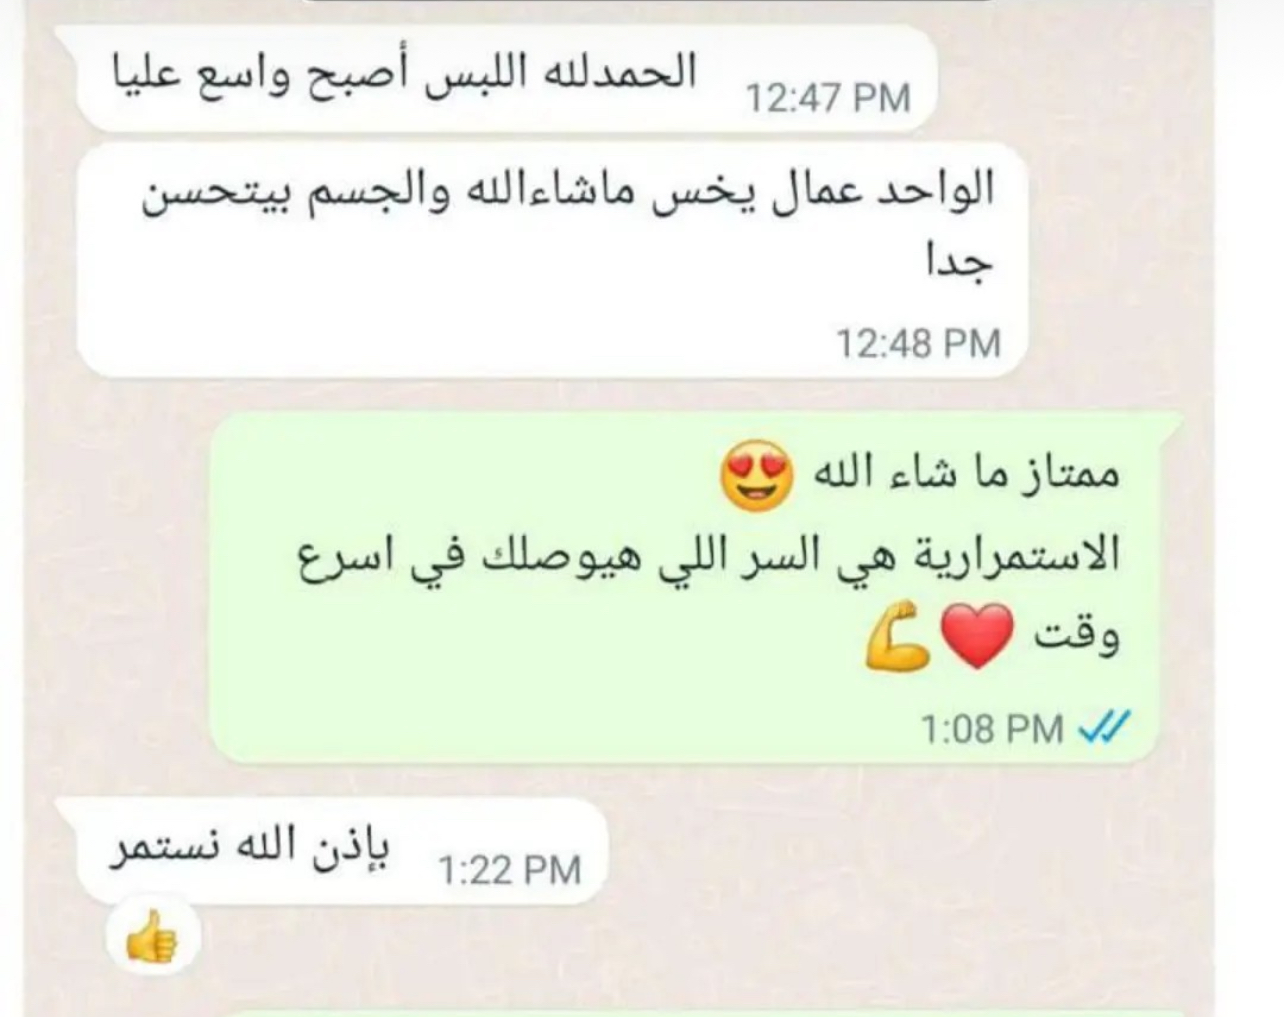 الحمدلله اللبس أصبح واسع عليا
12:47 PM
الواحد عمال يخس ماشاءالله والجسم بيتحسن
جدا
12:48 PM
ممتاز ما شاء الله 😍
الاستمرارية هي السر اللي هيوصلك في اسرع
وقت ❤️💪
1:08 PM
بإذن الله نستمر
1:22 PM
👍